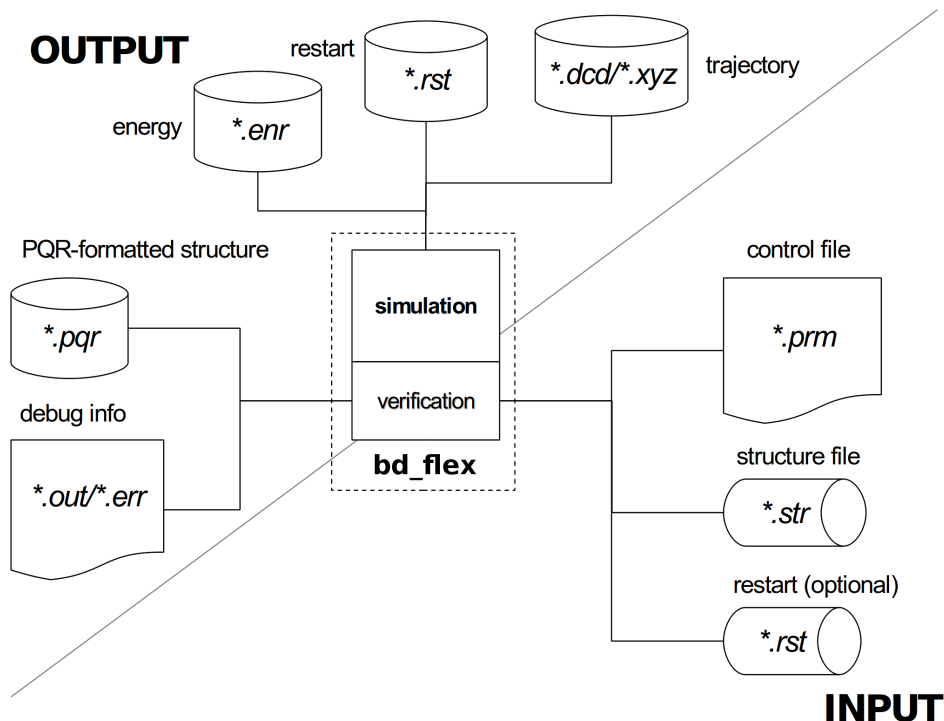 OUTPUT
restart
*.rst
*.dcd/*.xyz
trajectory
energy
*.enr
PQR-formatted structure
*.pqr
debug info
*.out/*.err
simulation
verification
bd_flex
control file
*.prm
structure file
*.str
restart (optional)
*.rst
INPUT